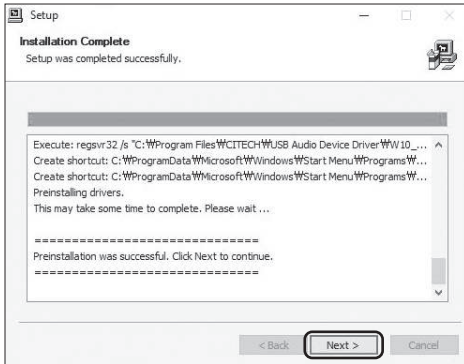 Setup
Installation Complete
Setup was completed successfully.
Execute: regsvr32 /s "C:₩Program Files₩CITECH₩USB Audio Device Driver₩W10_...
Create shortcut: C:₩ProgramData₩Microsoft₩Windows₩Start Menu₩Programs₩...
Create shortcut: C:₩ProgramData₩Microsoft₩Windows₩Start Menu₩Programs₩...
Preinstalling drivers.
This may take some time to complete. Please wait ...
==============================
Preinstallation was successful. Click Next to continue.
==============================
< Back Next > Cancel